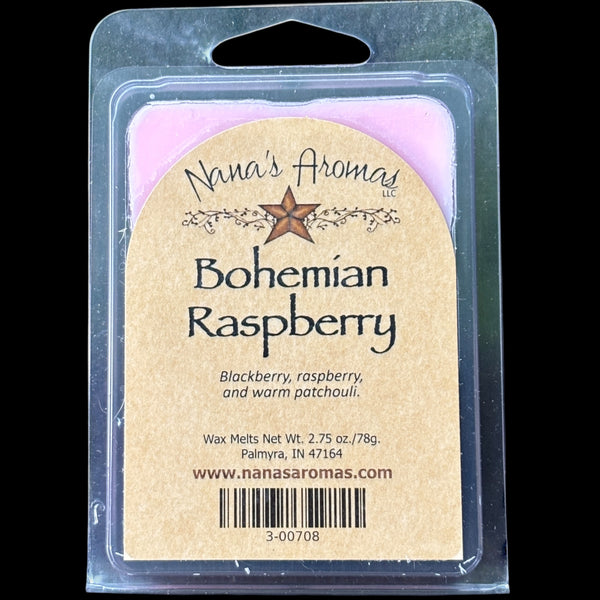 Nana's Aromas
LLC
Bohemian
Raspberry
Blackberry, raspberry,
and warm patchouli.
Wax Melts Net Wt. 2.75 oz./78g.
Palmyra, IN 47164
www.nanasaromas.com
3-00708